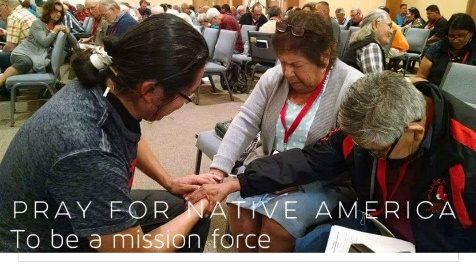 PRAY FOR NATIVE AMERICA
To be a mission force